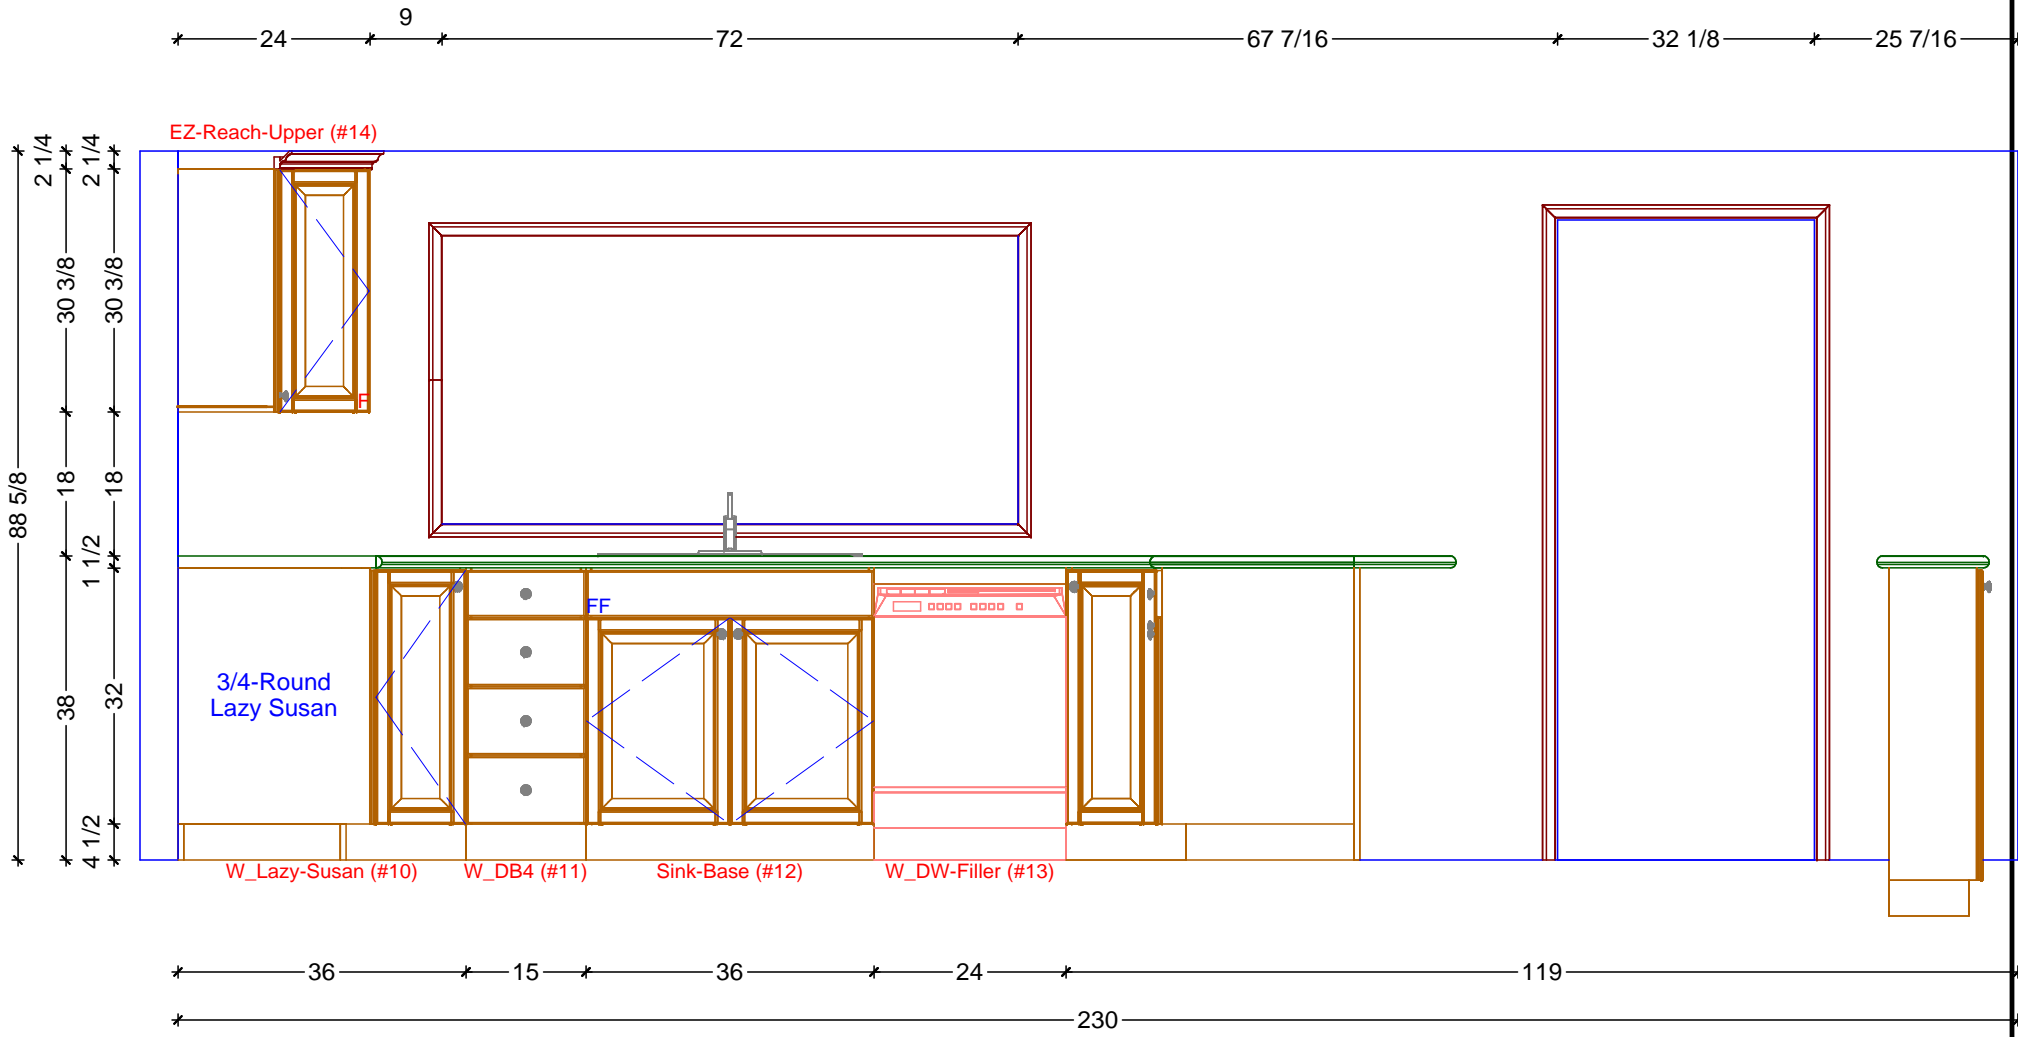 9
24
72
67 7/16
32 1/8
25 7/16
EZ-Reach-Upper (#14)
2 1/4
2 1/4
30 3/8
30 3/8
F
18
18
88 5/8
1 1/2
FF
3/4-Round
Lazy Susan
38
32
4 1/2
W_Lazy-Susan (#10)
W_DB4 (#11)
Sink-Base (#12)
W_DW-Filler (#13)
36
15
36
24
119
230